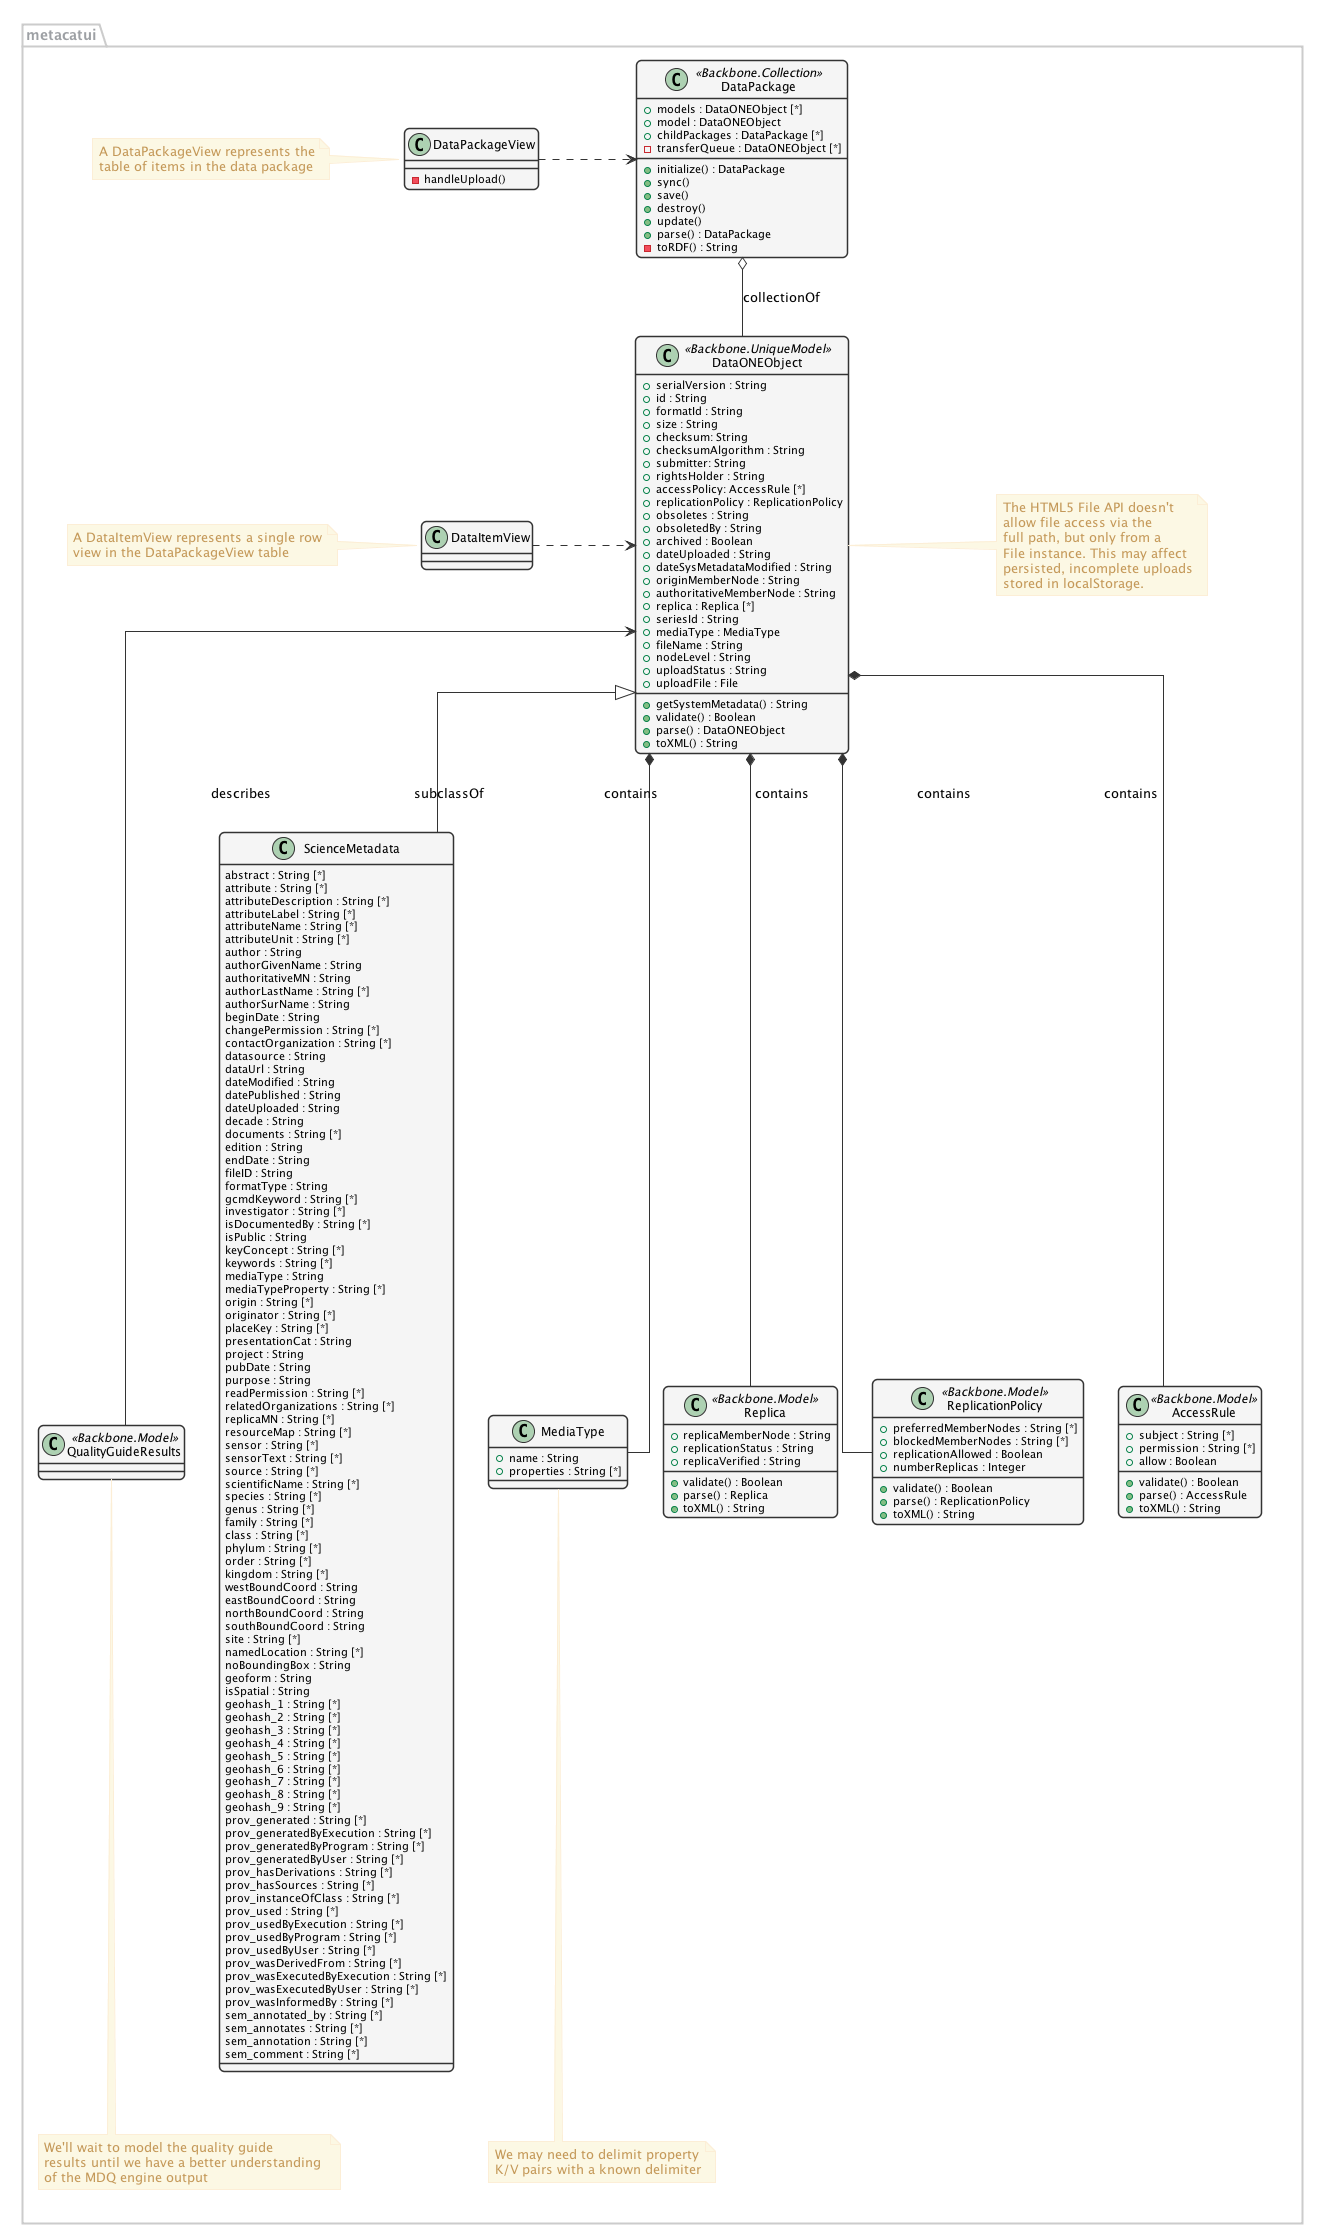 metacatui
«Backbone.Collection»
DataPackage
models : DataONEObject [*]
model : DataONEObject
childPackages : DataPackage [*]
transferQueue : DataONEObject [*]
initialize() : DataPackage
sync()
save()
destroy()
update()
parse() : DataPackage
toRDF() : String
DataPackageView
handleUpload()
A DataPackageView represents the
table of items in the data package
collectionOf
«Backbone.UniqueModel»
DataONEObject
serialVersion : String
id : String
formatId : String
size : String
checksum: String
checksumAlgorithm : String
submitter: String
rightsHolder : String
accessPolicy: AccessRule [*]
replicationPolicy : ReplicationPolicy
obsoletes : String
obsoletedBy : String
archived : Boolean
dateUploaded : String
dateSysMetadataModified : String
originMemberNode : String
authoritativeMemberNode : String
replica : Replica [*]
seriesId : String
mediaType : MediaType
fileName : String
nodeLevel : String
uploadStatus : String
uploadFile : File
getSystemMetadata() : String
validate() : Boolean
parse() : DataONEObject
toXML() : String
A DataItemView represents a single row
view in the DataPackageView table
DataItemView
The HTML5 File API doesn't
allow file access via the
full path, but only from a
File instance. This may affect
persisted, incomplete uploads
stored in localStorage.
describes
subclassOf
contains
contains
contains
contains
ScienceMetadata
abstract : String [*]
attribute : String [*]
attributeDescription : String [*]
attributeLabel : String [*]
attributeName : String [*]
attributeUnit : String [*]
author : String
authorGivenName : String
authoritativeMN : String
authorLastName : String [*]
authorSurName : String
beginDate : String
changePermission : String [*]
contactOrganization : String [*]
datasource : String
dataUrl : String
dateModified : String
datePublished : String
dateUploaded : String
decade : String
documents : String [*]
edition : String
endDate : String
fileID : String
formatType : String
gcmdKeyword : String [*]
investigator : String [*]
isDocumentedBy : String [*]
isPublic : String
keyConcept : String [*]
keywords : String [*]
mediaType : String
mediaTypeProperty : String [*]
origin : String [*]
originator : String [*]
placeKey : String [*]
presentationCat : String
project : String
pubDate : String
purpose : String
readPermission : String [*]
relatedOrganizations : String [*]
replicaMN : String [*]
resourceMap : String [*]
sensor : String [*]
sensorText : String [*]
source : String [*]
scientificName : String [*]
species : String [*]
genus : String [*]
family : String [*]
class : String [*]
phylum : String [*]
order : String [*]
kingdom : String [*]
westBoundCoord : String
eastBoundCoord : String
northBoundCoord : String
southBoundCoord : String
site : String [*]
namedLocation : String [*]
noBoundingBox : String
geoform : String
isSpatial : String
geohash_1 : String [*]
geohash_2 : String [*]
geohash_3 : String [*]
geohash_4 : String [*]
geohash_5 : String [*]
geohash_6 : String [*]
geohash_7 : String [*]
geohash_8 : String [*]
geohash_9 : String [*]
prov_generated : String [*]
prov_generatedByExecution : String [*]
prov_generatedByProgram : String [*]
prov_generatedByUser : String [*]
prov_hasDerivations : String [*]
prov_hasSources : String [*]
prov_instanceOfClass : String [*]
prov_used : String [*]
prov_usedByExecution : String [*]
prov_usedByProgram : String [*]
prov_usedByUser : String [*]
prov_wasDerivedFrom : String [*]
prov_wasExecutedByExecution : String [*]
prov_wasExecutedByUser : String [*]
prov_wasInformedBy : String [*]
sem_annotated_by : String [*]
sem_annotates : String [*]
sem_annotation : String [*]
sem_comment : String [*]
«Backbone.Model»
QualityGuideResults
MediaType
name : String
properties : String [*]
«Backbone.Model»
Replica
replicaMemberNode : String
replicationStatus : String
replicaVerified : String
validate() : Boolean
parse() : Replica
toXML() : String
«Backbone.Model»
ReplicationPolicy
preferredMemberNodes : String [*]
blockedMemberNodes : String [*]
replicationAllowed : Boolean
numberReplicas : Integer
validate() : Boolean
parse() : ReplicationPolicy
toXML() : String
«Backbone.Model»
AccessRule
subject : String [*]
permission : String [*]
allow : Boolean
validate() : Boolean
parse() : AccessRule
toXML() : String
We'll wait to model the quality guide
results until we have a better understanding
of the MDQ engine output
We may need to delimit property
K/V pairs with a known delimiter